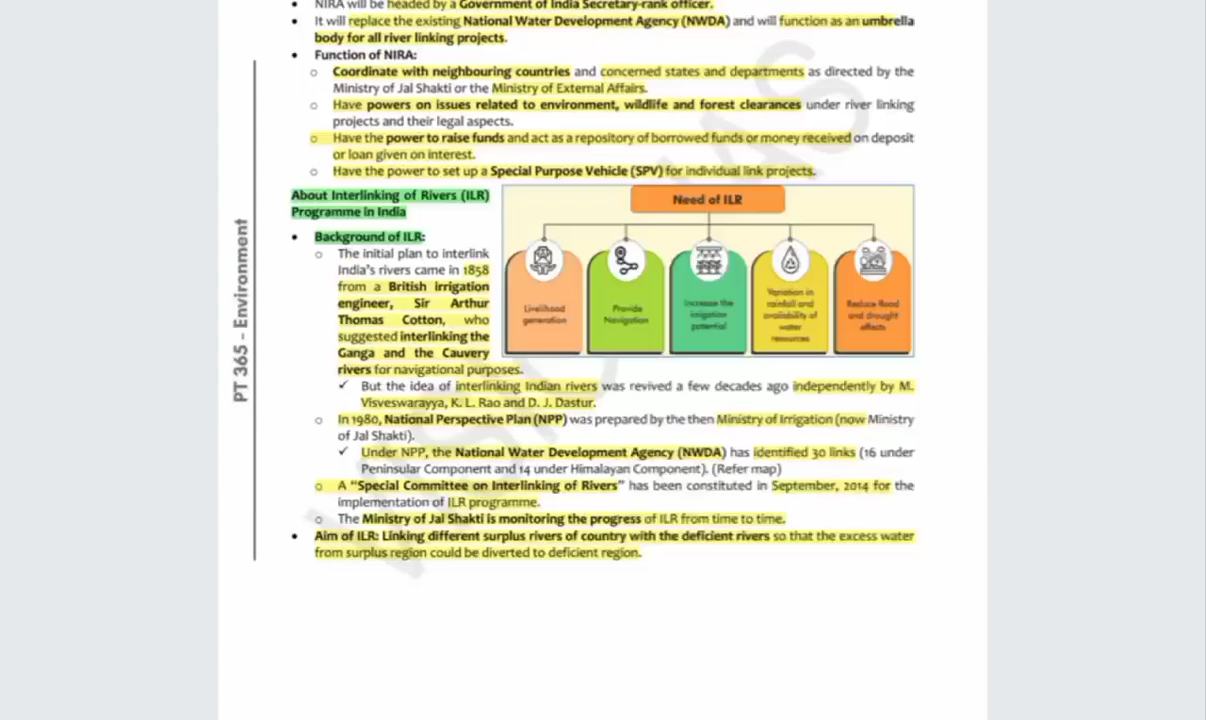 • NIRA will be headed by a Government of India Secretary-rank officer.
• It will replace the existing National Water Development Agency (NWDA) and will function as an umbrella
body for all river linking projects.
• Function of NIRA:
o Coordinate with neighbouring countries and concerned states and departments as directed by the
Ministry of Jal Shakti or the Ministry of External Affairs.
o Have powers on issues related to environment, wildlife and forest clearances under river linking
projects and their legal aspects.
o Have the power to raise funds and act as a repository of borrowed funds or money received on deposit
or loan given on interest.
o Have the power to set up a Special Purpose Vehicle (SPV) for individual link projects.
About Interlinking of Rivers (ILR)
Programme in India
• Background of ILR:
o The initial plan to interlink
India's rivers came in 1858
from a British irrigation
engineer, Sir Arthur
Thomas Cotton, who
suggested interlinking the
Ganga and the Cauvery
rivers for navigational purposes.
Need of ILR
Livelihood
generation
Provide
Navigation
Increase the
irrigation
potential
Variation in
rainfall and
availability of
water
resources
Reduce flood
and drought
effects
✓ But the idea of interlinking Indian rivers was revived a few decades ago independently by M.
Visveswarayya, K. L. Rao and D. J. Dastur.
o In 1980, National Perspective Plan (NPP) was prepared by the then Ministry of Irrigation (now Ministry
of Jal Shakti).
✓ Under NPP, the National Water Development Agency (NWDA) has identified 30 links (16 under
Peninsular Component and 14 under Himalayan Component). (Refer map)
o A "Special Committee on Interlinking of Rivers" has been constituted in September, 2014 for the
implementation of ILR programme.
o The Ministry of Jal Shakti is monitoring the progress of ILR from time to time.
• Aim of ILR: Linking different surplus rivers of country with the deficient rivers so that the excess water
from surplus region could be diverted to deficient region.
PT 365 - Environment